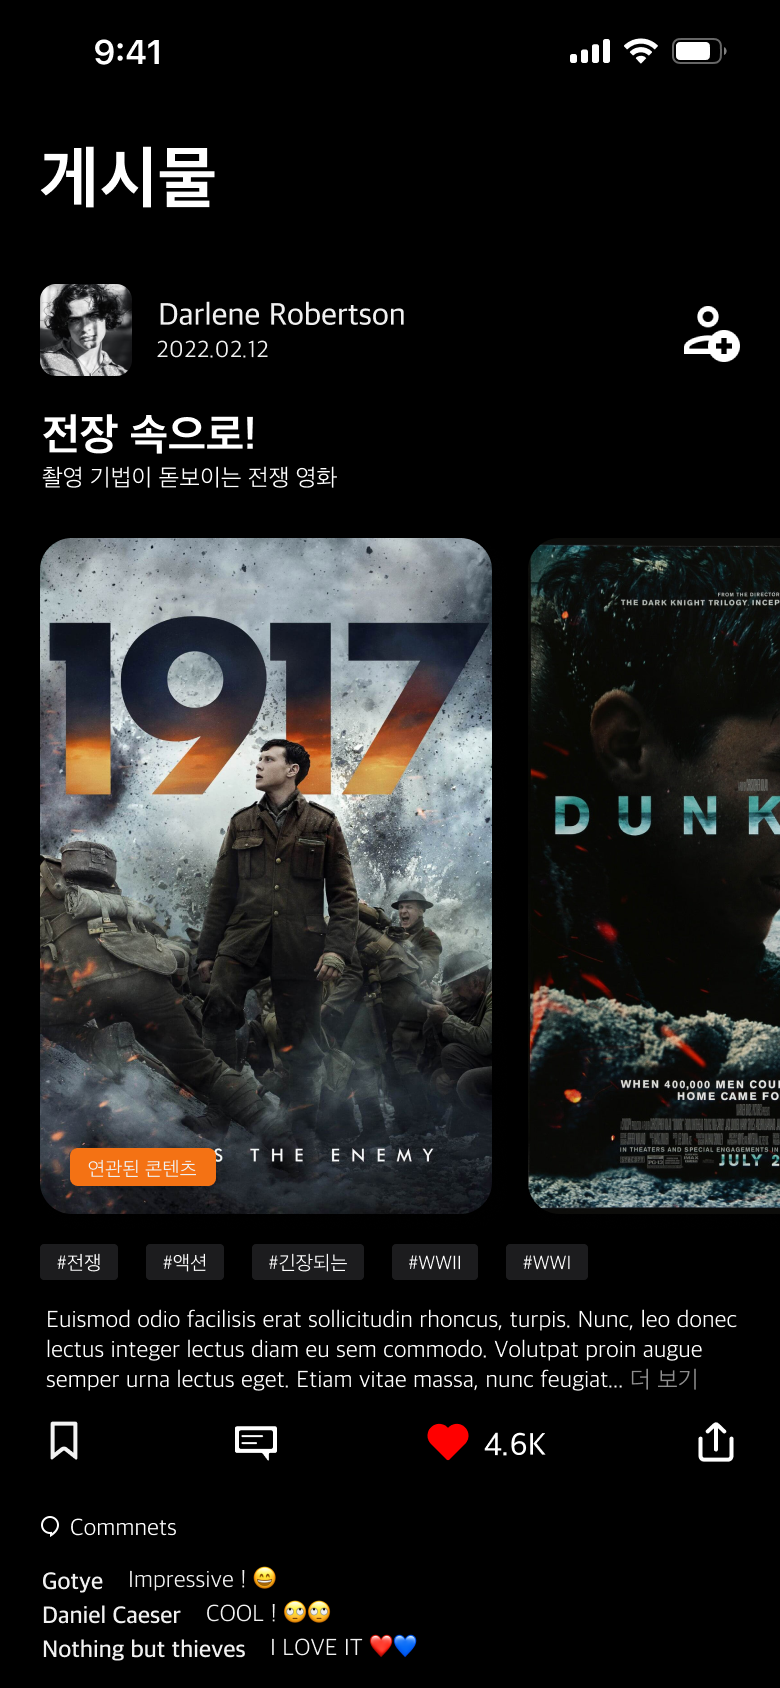 9:41
게시물
Darlene Robertson
2022.02.12
전장 속으로!
촬영 기법이 돋보이는 전쟁 영화
1917
S THE ENEMY
연관된 콘텐츠
FROM THE DIRECTOR
THE DARK KNIGHT TRILOGY, INCEP
DUNK
WHEN 400,000 MEN COU
HOME CAME FO
IN THEATERS AND SPECIAL ENGAGEMENTS IN
JULY 2
#전쟁 #액션 #긴장되는 #WWII #WWI
Euismod odio facilisis erat sollicitudin rhoncus, turpis. Nunc, leo donec
lectus integer lectus diam eu sem commodo. Volutpat proin augue
semper urna lectus eget. Etiam vitae massa, nunc feugiat... 더 보기
4.6K
Commnets
Gotye Impressive ! 😄
Daniel Caeser COOL ! 🙄🙄
Nothing but thieves I LOVE IT ❤️💙